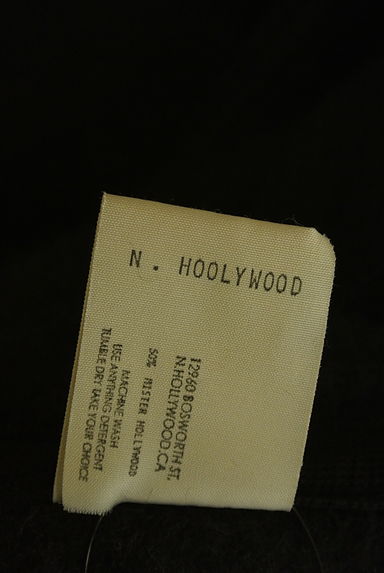 N. HOOLYWOOD
12960 BOSWORTH ST.
N.HOLLYWOOD.CA
50% MISTER HOLLYWOOD
MACHINE WASH
USE ANYTHING DETERGENT
TUMBLE DRY TAKE YOUR CHOICE